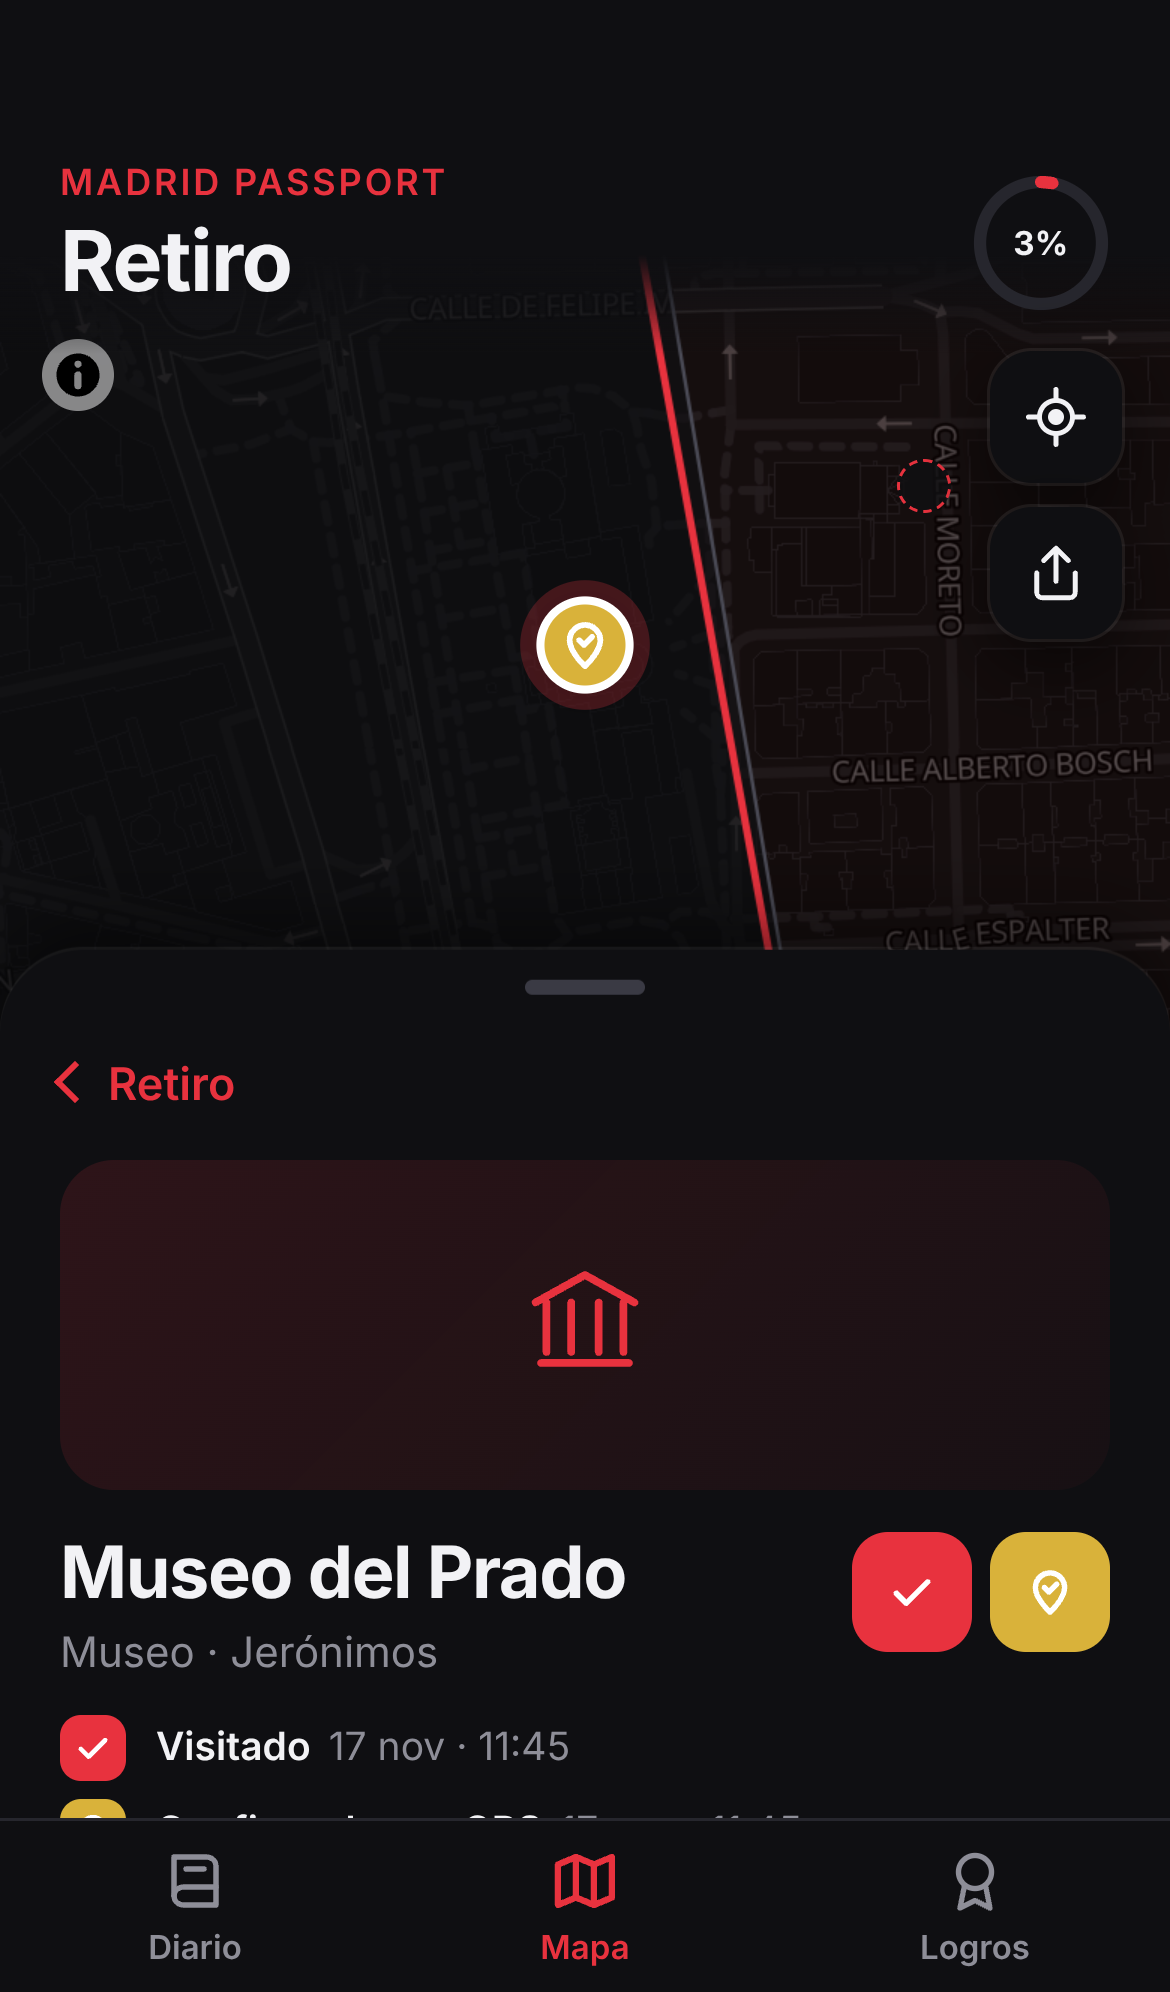 MADRID PASSPORT
Retiro
3%
CALLE DE FELIPE IV
CALLE MORETO
CALLE ALBERTO BOSCH
CALLE ESPALTER
Retiro
Museo del Prado
Museo · Jerónimos
Visitado 17 nov · 11:45
Diario
Mapa
Logros